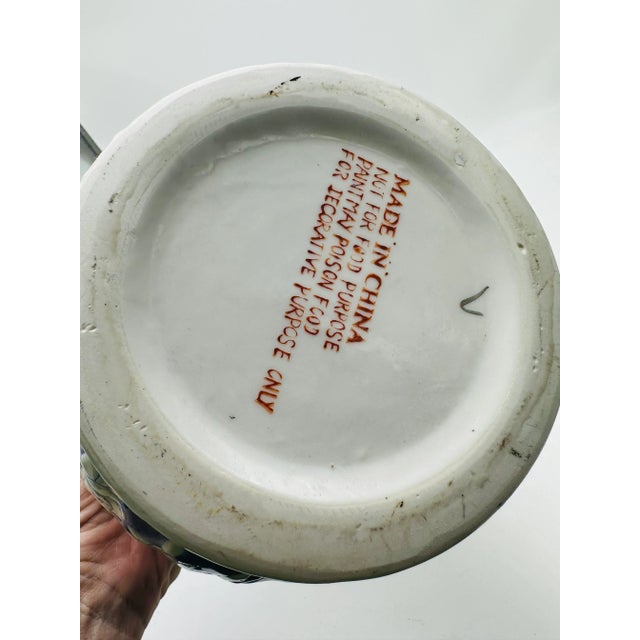 MADE IN CHINA
NOT FOR FOOD PURPOSE
PAINT MAY POISON FOOD
FOR DECORATIVE PURPOSE ONLY